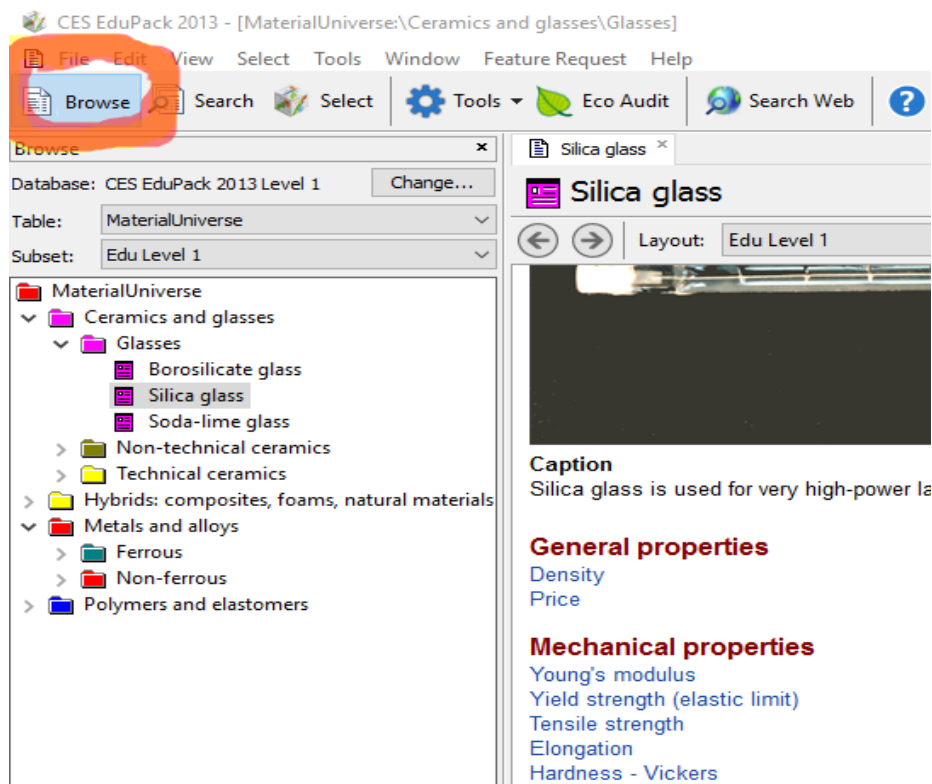 CES EduPack 2013 - [MaterialUniverse:\Ceramics and glasses\Glasses]
File Edit View Select Tools Window Feature Request Help
Browse Search Select Tools Eco Audit Search Web ?
Browse × Silica glass ×
Database: CES EduPack 2013 Level 1 Change...
Silica glass
Table: MaterialUniverse
Subset: Edu Level 1
Layout: Edu Level 1
MaterialUniverse
Ceramics and glasses
Glasses
Borosilicate glass
Silica glass
Soda-lime glass
Non-technical ceramics
Technical ceramics
Hybrids: composites, foams, natural materials
Metals and alloys
Ferrous
Non-ferrous
Polymers and elastomers
Caption
Silica glass is used for very high-power
General properties
Density
Price
Mechanical properties
Young's modulus
Yield strength (elastic limit)
Tensile strength
Elongation
Hardness - Vickers